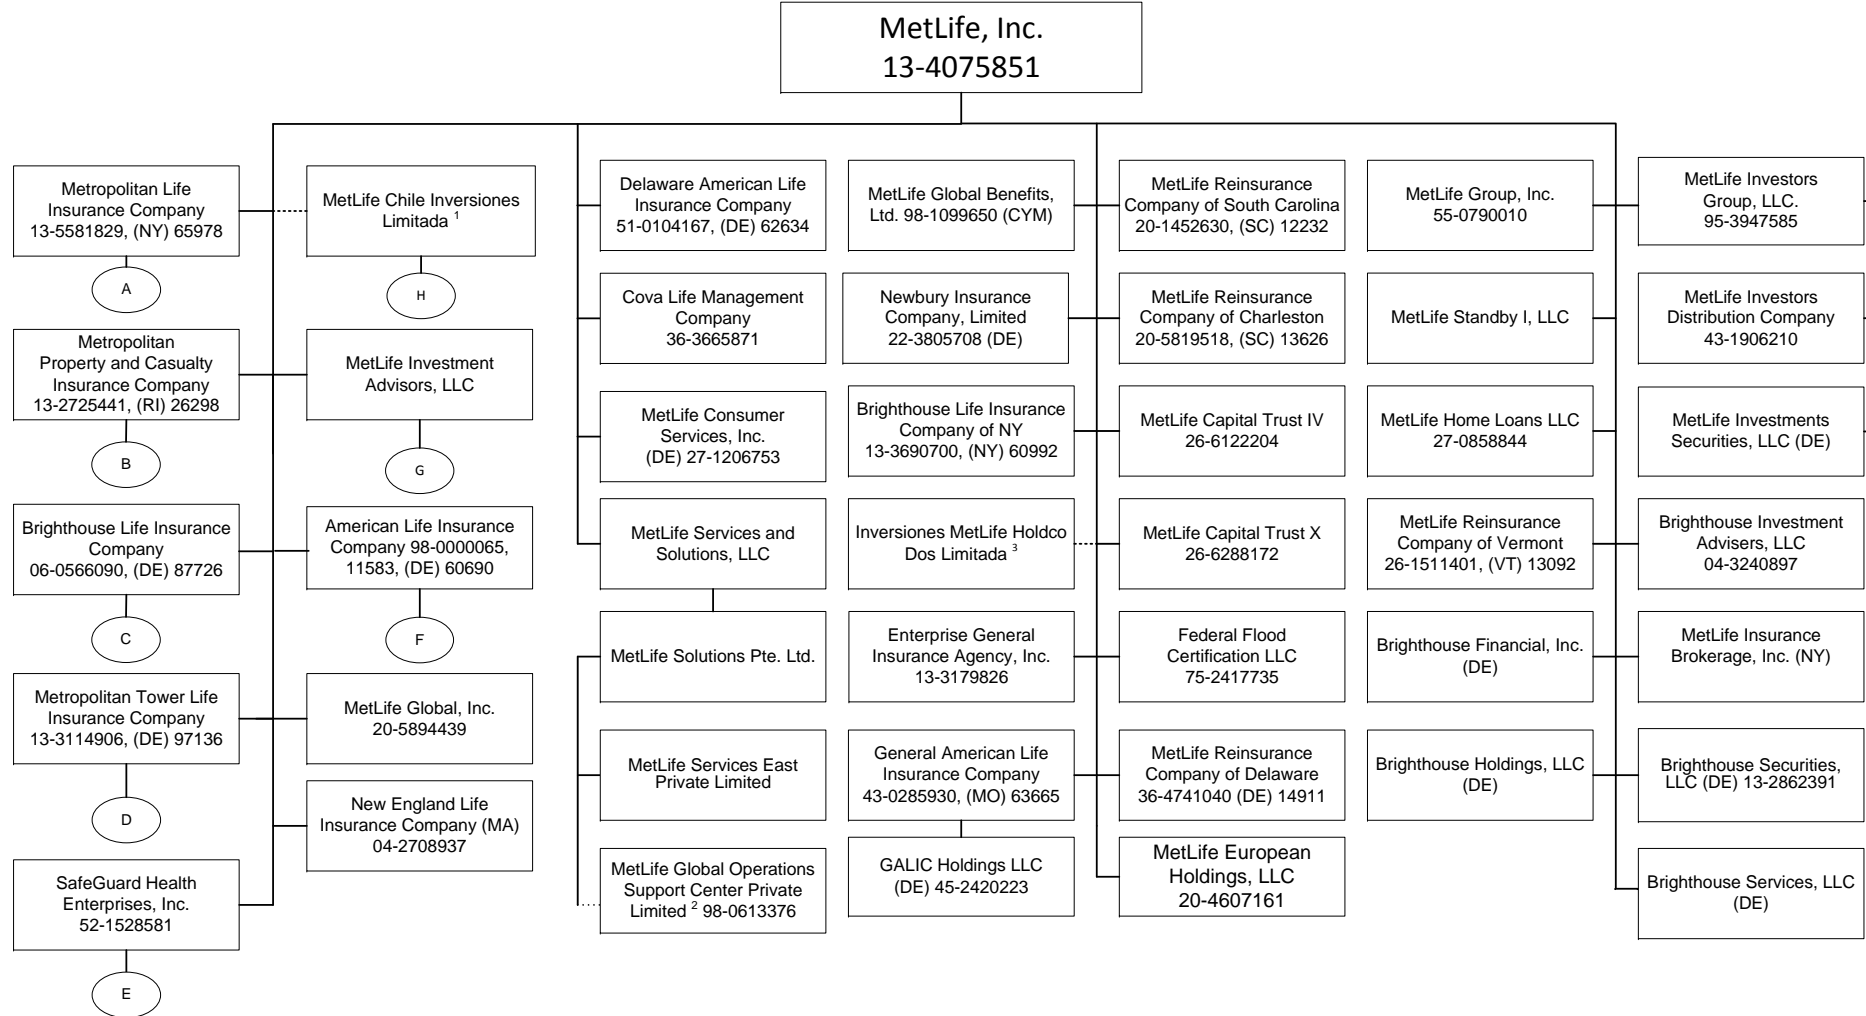 MetLife, Inc.
13-4075851
Metropolitan Life
Insurance Company
13-5581829, (NY) 65978
A
Metropolitan
Property and Casualty
Insurance Company
13-2725441, (RI) 26298
B
Brighthouse Life Insurance
Company
06-0566090, (DE) 87726
C
Metropolitan Tower Life
Insurance Company
13-3114906, (DE) 97136
D
SafeGuard Health
Enterprises, Inc.
52-1528581
E
MetLife Chile Inversiones
Limitada 1
H
MetLife Investment
Advisors, LLC
G
American Life Insurance
Company 98-0000065,
11583, (DE) 60690
F
MetLife Global, Inc.
20-5894439
New England Life
Insurance Company (MA)
04-2708937
Delaware American Life
Insurance Company
51-0104167, (DE) 62634
Cova Life Management
Company
36-3665871
MetLife Consumer
Services, Inc.
(DE) 27-1206753
MetLife Services and
Solutions, LLC
MetLife Solutions Pte. Ltd.
MetLife Services East
Private Limited
MetLife Global Operations
Support Center Private
Limited 2 98-0613376
MetLife Global Benefits,
Ltd. 98-1099650 (CYM)
Newbury Insurance
Company, Limited
22-3805708 (DE)
Brighthouse Life Insurance
Company of NY
13-3690700, (NY) 60992
Inversiones MetLife Holdco
Dos Limitada 3
Enterprise General
Insurance Agency, Inc.
13-3179826
General American Life
Insurance Company
43-0285930, (MO) 63665
GALIC Holdings LLC
(DE) 45-2420223
MetLife Reinsurance
Company of South Carolina
20-1452630, (SC) 12232
MetLife Reinsurance
Company of Charleston
20-5819518, (SC) 13626
MetLife Capital Trust IV
26-6122204
MetLife Capital Trust X
26-6288172
Federal Flood
Certification LLC
75-2417735
MetLife Reinsurance
Company of Delaware
36-4741040 (DE) 14911
MetLife European
Holdings, LLC
20-4607161
MetLife Group, Inc.
55-0790010
MetLife Standby I, LLC
MetLife Home Loans LLC
27-0858844
MetLife Reinsurance
Company of Vermont
26-1511401, (VT) 13092
Brighthouse Financial, Inc.
(DE)
Brighthouse Holdings, LLC
(DE)
MetLife Investors
Group, LLC.
95-3947585
MetLife Investors
Distribution Company
43-1906210
MetLife Investments
Securities, LLC (DE)
Brighthouse Investment
Advisers, LLC
04-3240897
MetLife Insurance
Brokerage, Inc. (NY)
Brighthouse Securities,
LLC (DE) 13-2862391
Brighthouse Services, LLC
(DE)